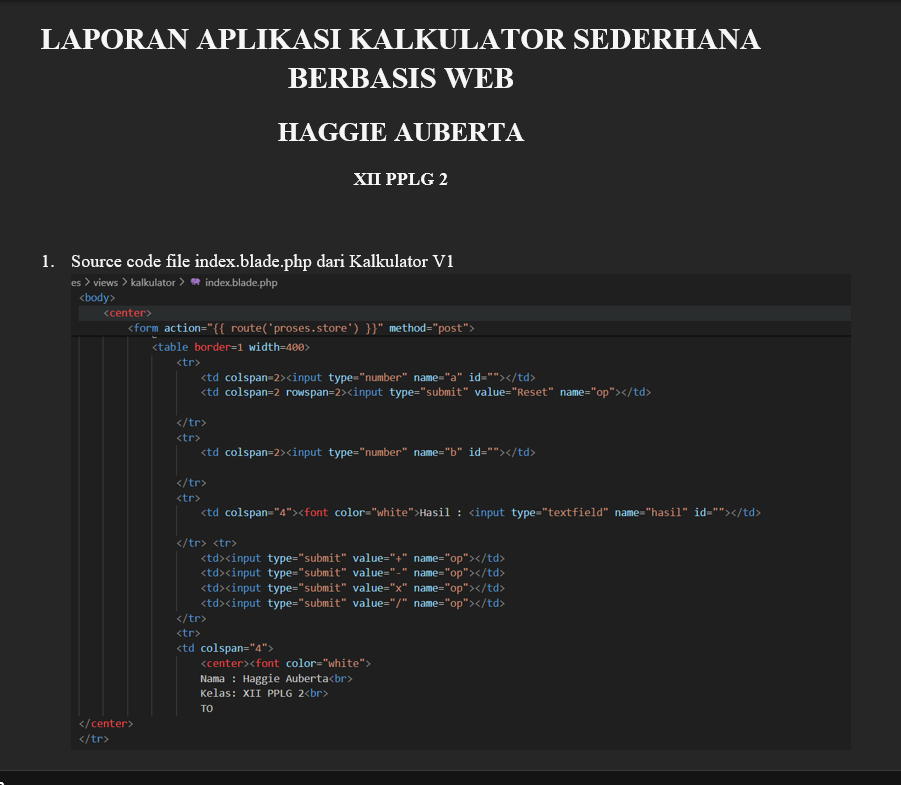 LAPORAN APLIKASI KALKULATOR SEDERHANA
BERBASIS WEB
HAGGIE AUBERTA
XII PPLG 2
1. Source code file index.blade.php dari Kalkulator V1
es > views > kalkulator > index.blade.php
<body>
<center>
<form action="{{ route('proses.store') }}" method="post">
<table border=1 width=400>
<tr>
<td colspan=2><input type="number" name="a" id=""></td>
<td colspan=2 rowspan=2><input type="submit" value="Reset" name="op"></td>
</tr>
<tr>
<td colspan=2><input type="number" name="b" id=""></td>
</tr>
<tr>
<td colspan="4"><font color="white">Hasil : <input type="textfield" name="hasil" id=""></td>
</tr> <tr>
<td><input type="submit" value="+" name="op"></td>
<td><input type="submit" value="-" name="op"></td>
<td><input type="submit" value="x" name="op"></td>
<td><input type="submit" value="/" name="op"></td>
</tr>
<tr>
<td colspan="4">
<center><font color="white">
Nama : Haggie Auberta<br>
Kelas: XII PPLG 2<br>
TO
</center>
</tr>